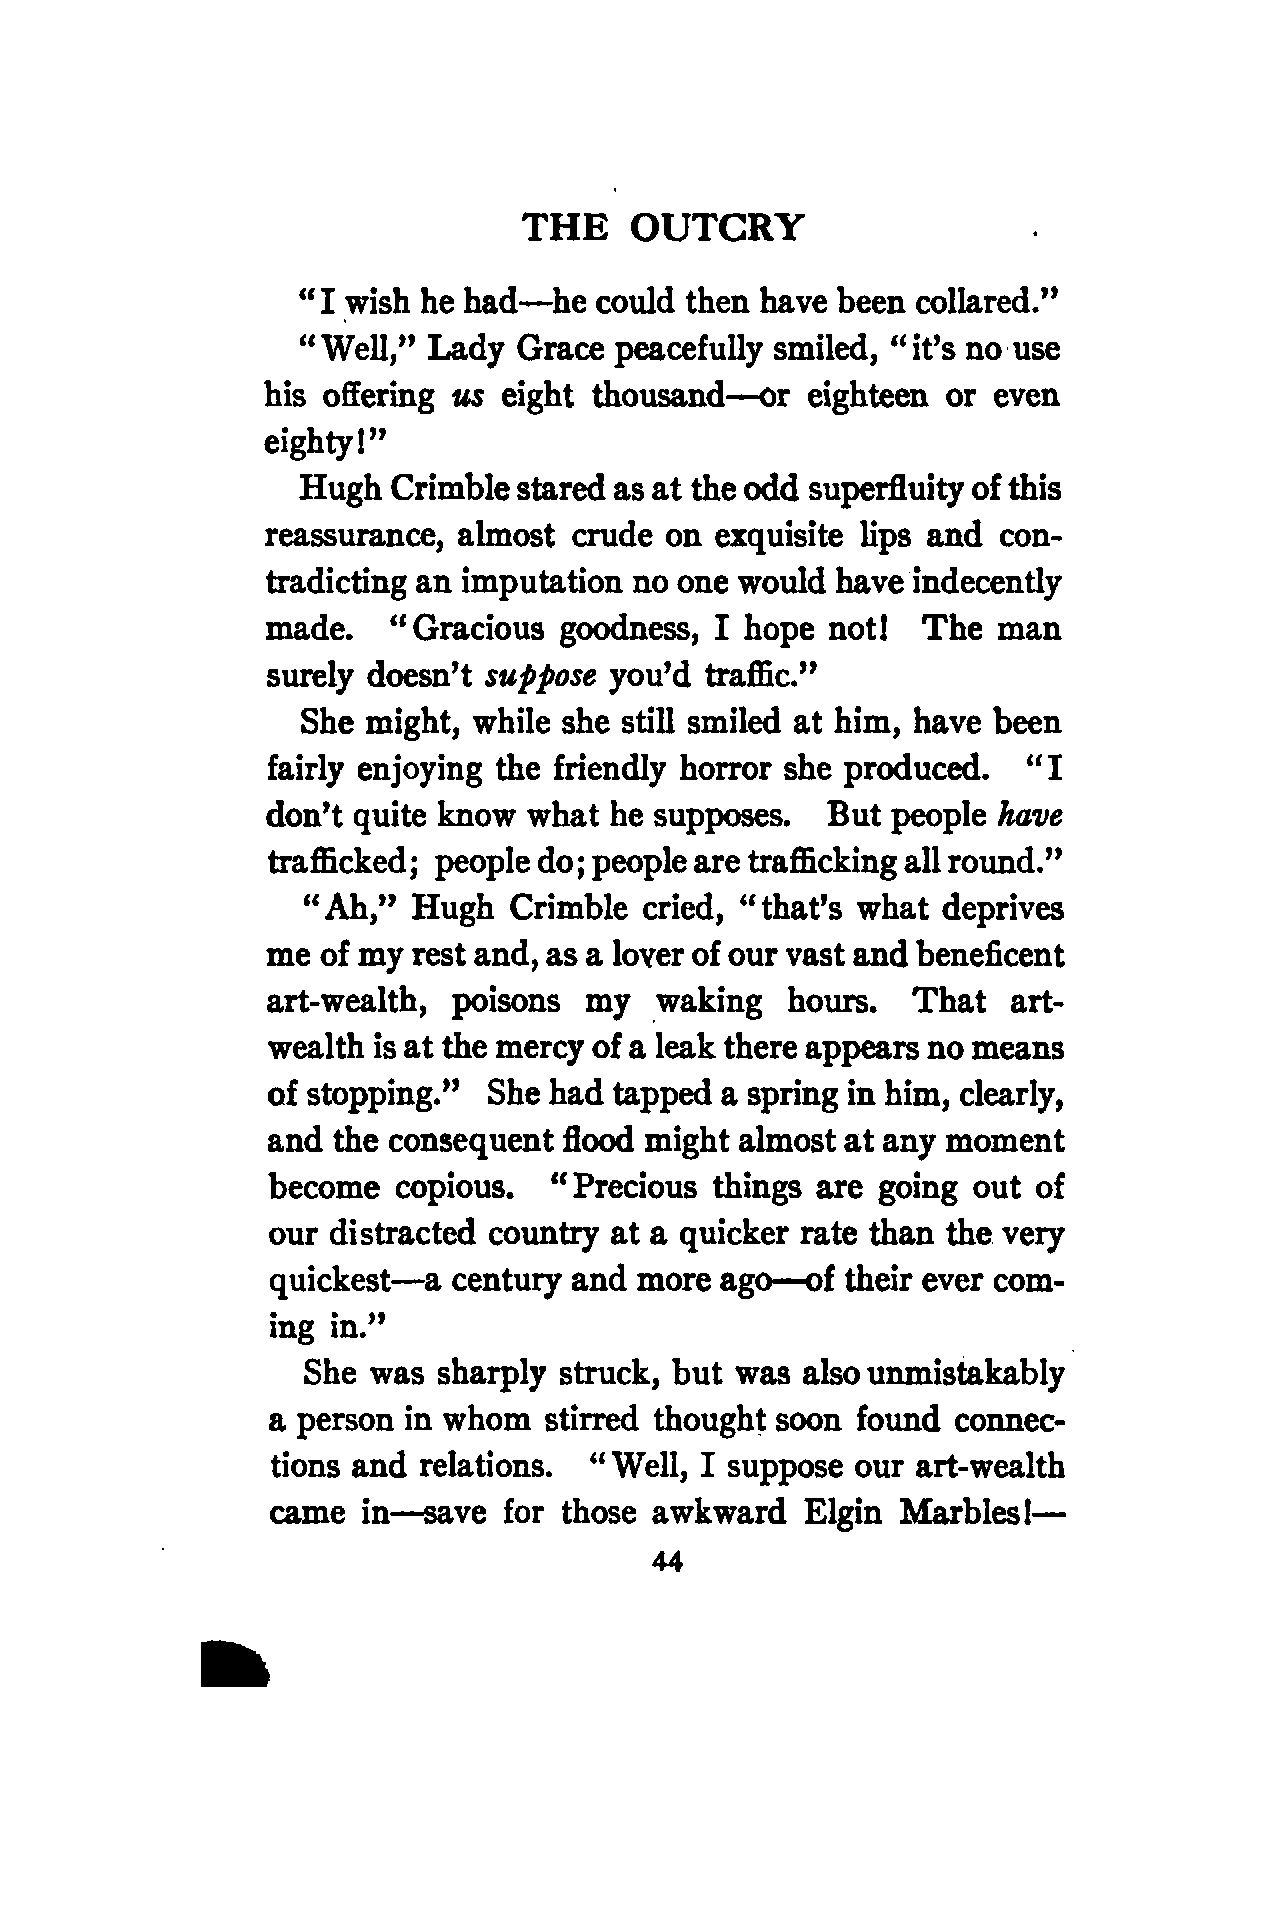 THE OUTCRY
“I wish he had—he could then have been collared.”
“Well,” Lady Grace peacefully smiled, “it’s no use
his offering us eight thousand—or eighteen or even
eighty!”
Hugh Crimble stared as at the odd superfluity of this
reassurance, almost crude on exquisite lips and con-
tradicting an imputation no one would have indecently
made. “Gracious goodness, I hope not! The man
surely doesn’t suppose you’d traffic.”
She might, while she still smiled at him, have been
fairly enjoying the friendly horror she produced. “I
don’t quite know what he supposes. But people have
trafficked; people do; people are trafficking all round.”
“Ah,” Hugh Crimble cried, “that’s what deprives
me of my rest and, as a lover of our vast and beneficent
art-wealth, poisons my waking hours. That art-
wealth is at the mercy of a leak there appears no means
of stopping.” She had tapped a spring in him, clearly,
and the consequent flood might almost at any moment
become copious. “Precious things are going out of
our distracted country at a quicker rate than the very
quickest—a century and more ago—of their ever com-
ing in.”
She was sharply struck, but was also unmistakably
a person in whom stirred thought soon found connec-
tions and relations. “Well, I suppose our art-wealth
came in—save for those awkward Elgin Marbles!—
44